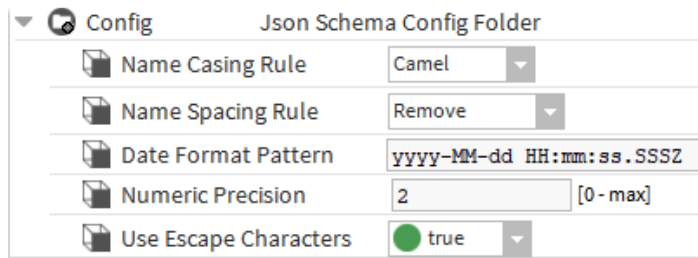 Config Json Schema Config Folder
Name Casing Rule Camel
Name Spacing Rule Remove
Date Format Pattern yyyy-MM-dd HH:mm:ss.SSSZ
Numeric Precision 2 [0 - max]
Use Escape Characters true